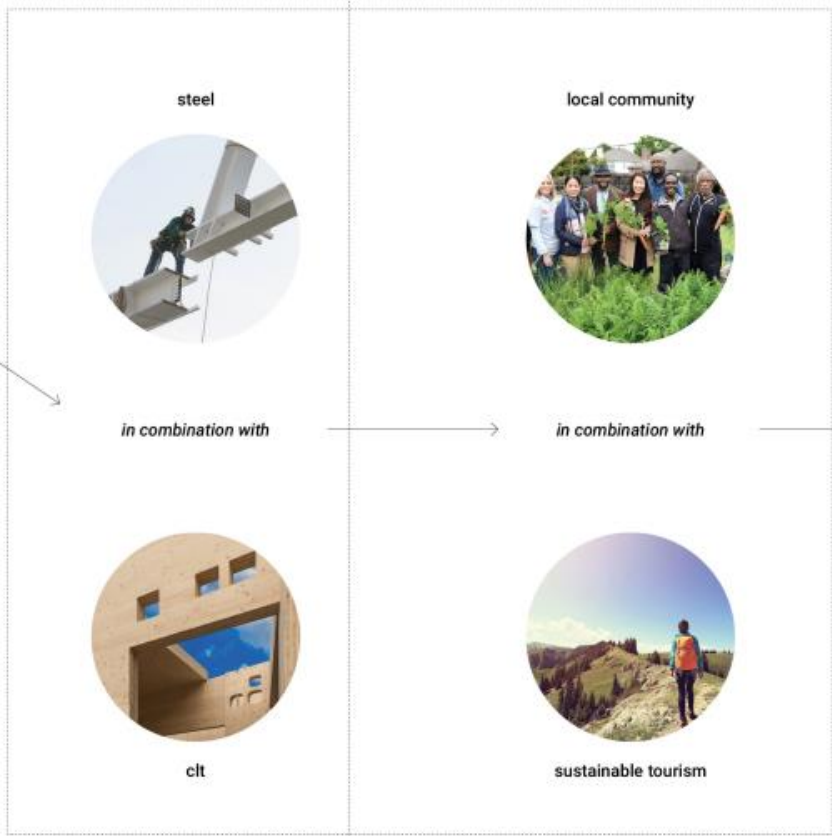 steel
local community
in combination with
in combination with
clt
sustainable tourism